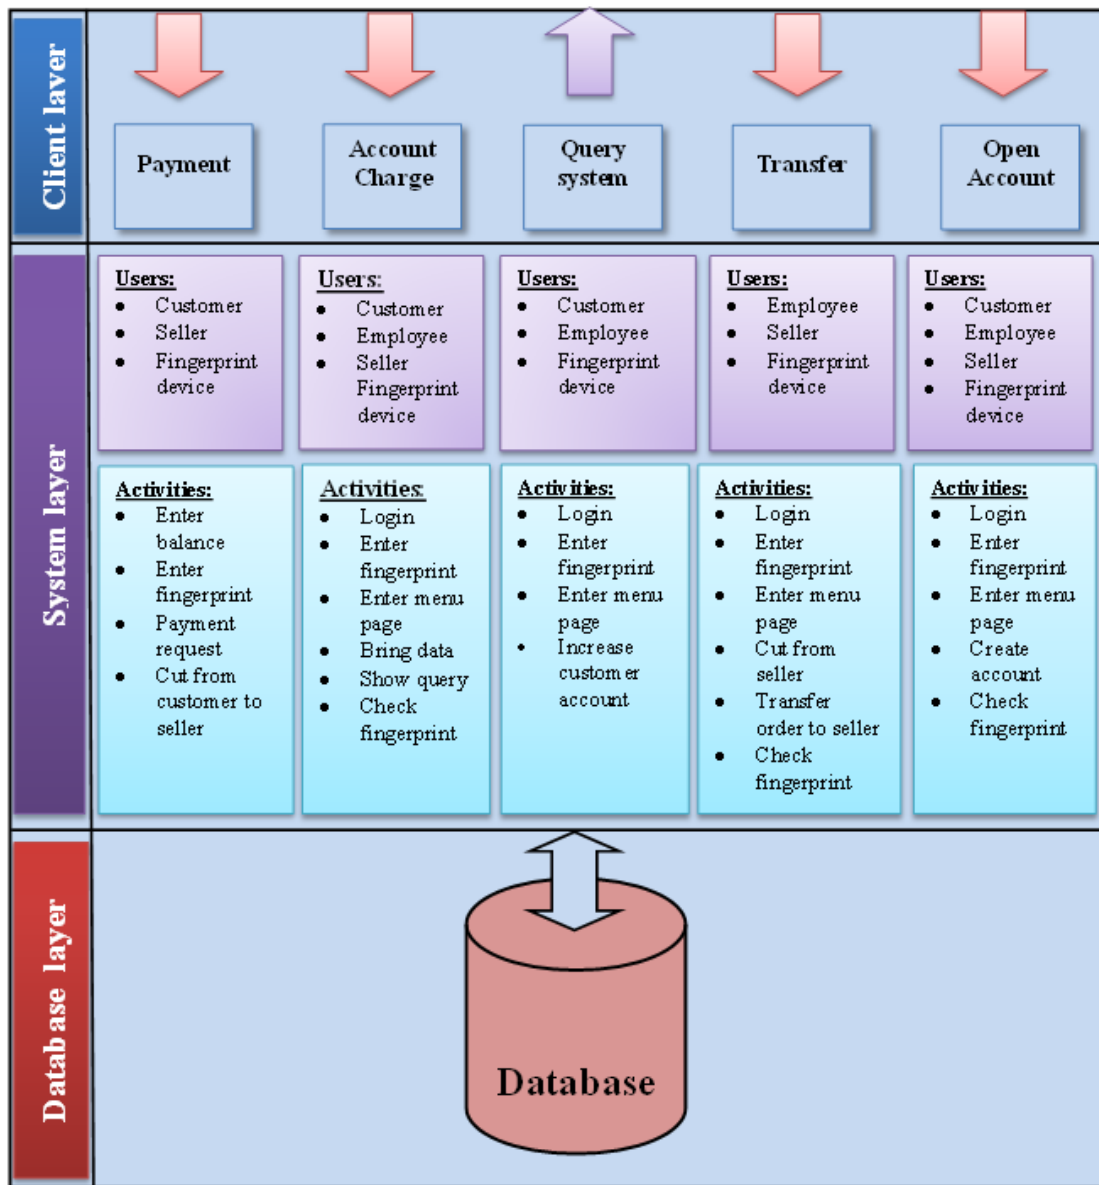 Client laver
Payment
Account
Charge
Query
system
Transfer
Open
Account
System layer
Users:
• Customer
• Seller
• Fingerprint
device
Users:
• Customer
• Employee
• Seller
Fingerprint
device
Users:
• Customer
• Employee
• Fingerprint
device
Users:
• Employee
• Seller
• Fingerprint
device
Users:
• Customer
• Employee
• Seller
• Fingerprint
device
Activities:
• Enter
balance
• Enter
fingerprint
• Payment
request
• Cut from
customer to
seller
Activities:
• Login
• Enter
fingerprint
• Enter menu
page
• Bring data
• Show query
• Check
fingerprint
Activities:
• Login
• Enter
fingerprint
• Enter menu
page
• Increase
customer
account
Activities:
• Login
• Enter
fingerprint
• Enter menu
page
• Cut from
seller
• Transfer
order to seller
• Check
fingerprint
Activities:
• Login
• Enter
fingerprint
• Enter menu
page
• Create
account
• Check
fingerprint
Database layer
Database